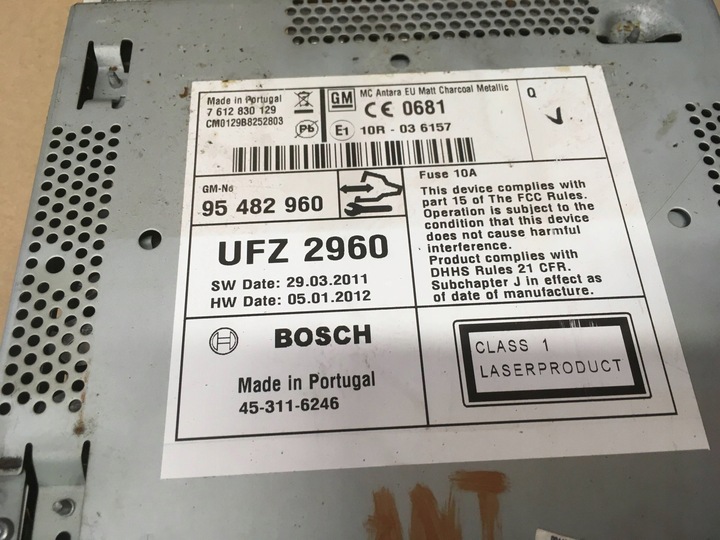 Made in Portugal
7 612 830 129
CM0129B8252803
Pb
GM
MC Antara EU Matt Charcoal Metallic
CE 0681
E1 10R - 03 6157
Q
GM-No
95 482 960
Fuse 10A
This device complies with
part 15 of The FCC Rules.
Operation is subject to the
condition that this device
does not cause harmful
interference.
Product complies with
DHHS Rules 21 CFR.
Subchapter J in effect as
of date of manufacture.
UFZ 2960
SW Date: 29.03.2011
HW Date: 05.01.2012
BOSCH
Made in Portugal
45-311-6246
CLASS 1
LASERPRODUCT
ANT